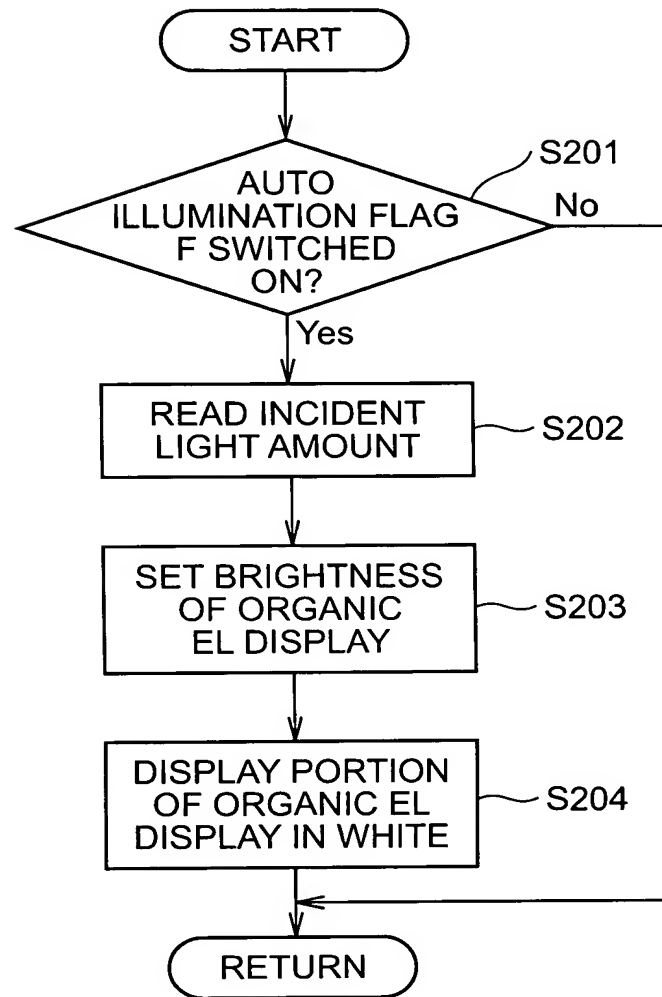 START
S201
AUTO
ILLUMINATION FLAG
F SWITCHED
ON?
No
Yes
READ INCIDENT
LIGHT AMOUNT
S202
SET BRIGHTNESS
OF ORGANIC
EL DISPLAY
S203
DISPLAY PORTION
OF ORGANIC EL
DISPLAY IN WHITE
S204
RETURN